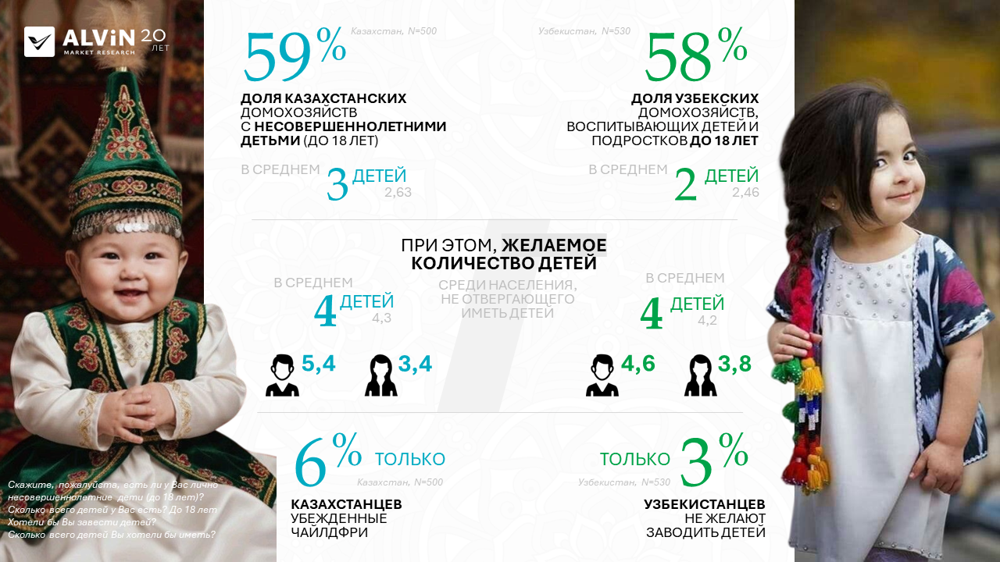 ALViN 20
ЛЕТ
MARKET RESEARCH
59%
Казахстан, N=500
ДОЛЯ КАЗАХСТАНСКИХ
ДОМОХОЗЯЙСТВ
С НЕСОВЕРШЕННОЛЕТНИМИ
ДЕТЬМИ (ДО 18 ЛЕТ)
В СРЕДНЕМ 3 ДЕТЕЙ
2,63
Узбекистан, N=530
58%
ДОЛЯ УЗБЕКСКИХ
ДОМОХОЗЯЙСТВ,
ВОСПИТЫВАЮЩИХ ДЕТЕЙ И
ПОДРОСТКОВ ДО 18 ЛЕТ
В СРЕДНЕМ 2 ДЕТЕЙ
2,46
ПРИ ЭТОМ, ЖЕЛАЕМОЕ
КОЛИЧЕСТВО ДЕТЕЙ
СРЕДИ НАСЕЛЕНИЯ,
НЕ ОТВЕРГАЮЩЕГО
ИМЕТЬ ДЕТЕЙ
В СРЕДНЕМ
4 ДЕТЕЙ
4,3
5,4 3,4
В СРЕДНЕМ
4 ДЕТЕЙ
4,2
4,6 3,8
6% ТОЛЬКО
Казахстан, N=500
КАЗАХСТАНЦЕВ
УБЕЖДЕННЫЕ
ЧАЙЛДФРИ
ТОЛЬКО 3%
Узбекистан, N=530
УЗБЕКИСТАНЦЕВ
НЕ ЖЕЛАЮТ
ЗАВОДИТЬ ДЕТЕЙ
Скажите, пожалуйста, есть ли у Вас лично
несовершеннолетние дети (до 18 лет)?
Сколько всего детей у Вас есть? До 18 лет
Хотели бы Вы завести детей?
Сколько всего детей Вы хотели бы иметь?